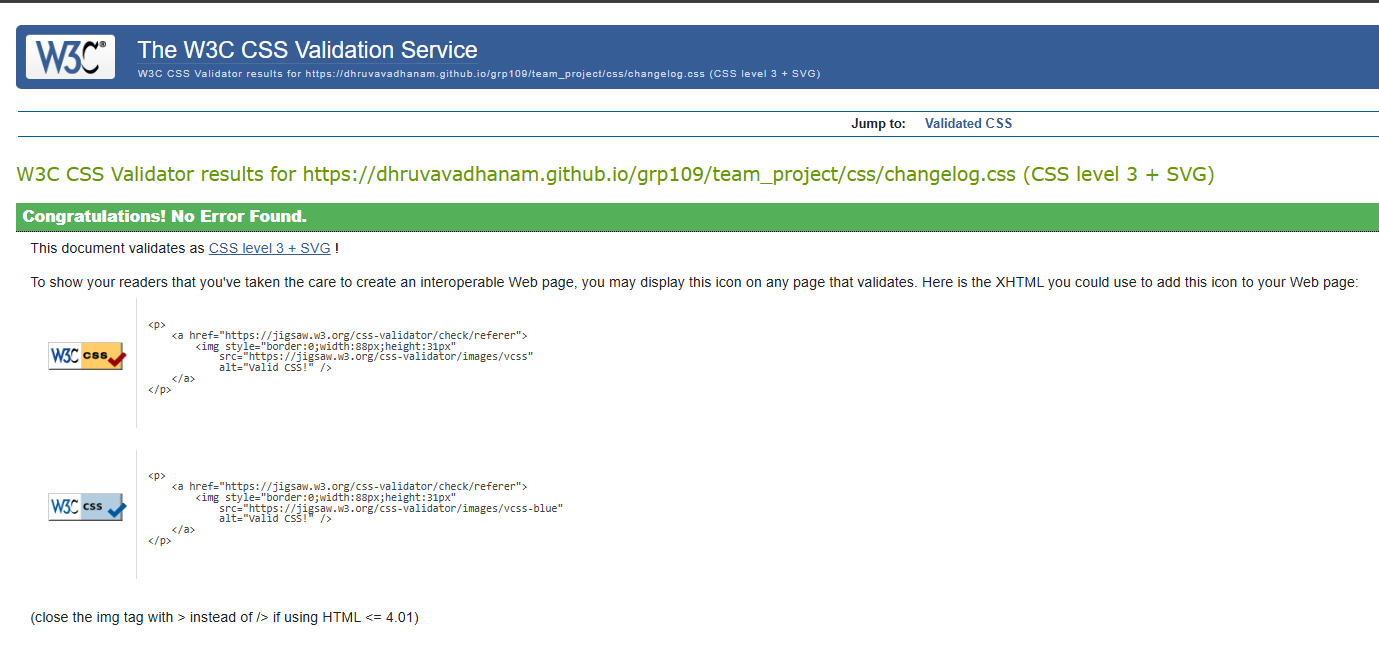 W3C®
The W3C CSS Validation Service
W3C CSS Validator results for https://dhruvavadhanam.github.io/grp109/team_project/css/changelog.css (CSS level 3 + SVG)
Jump to: Validated CSS
W3C CSS Validator results for https://dhruvavadhanam.github.io/grp109/team_project/css/changelog.css (CSS level 3 + SVG)
Congratulations! No Error Found.
This document validates as CSS level 3 + SVG !
To show your readers that you've taken the care to create an interoperable Web page, you may display this icon on any page that validates. Here is the XHTML you could use to add this icon to your Web page:
W3C css
<p>
<a href="https://jigsaw.w3.org/css-validator/check/referer">
<img style="border:0;width:88px;height:31px"
src="https://jigsaw.w3.org/css-validator/images/vcss"
alt="Valid CSS!" />
</a>
</p>
W3C css
<p>
<a href="https://jigsaw.w3.org/css-validator/check/referer">
<img style="border:0;width:88px;height:31px"
src="https://jigsaw.w3.org/css-validator/images/vcss-blue"
alt="Valid CSS!" />
</a>
</p>
(close the img tag with > instead of /> if using HTML <= 4.01)